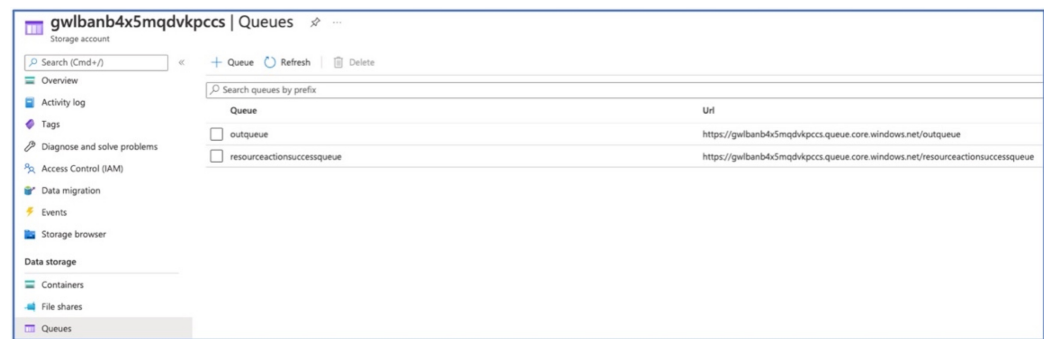 gwlbanb4x5mqdvkpccs | Queues
Storage account
Search (Cmd+/)
Overview
Activity log
Tags
Diagnose and solve problems
Access Control (IAM)
Data migration
Events
Storage browser
Data storage
Containers
File shares
Queues
+ Queue Refresh Delete
Search queues by prefix
Queue Url
outqueue https://gwlbanb4x5mqdvkpccs.queue.core.windows.net/outqueue
resourceactionsuccessqueue https://gwlbanb4x5mqdvkpccs.queue.core.windows.net/resourceactionsuccessqueue